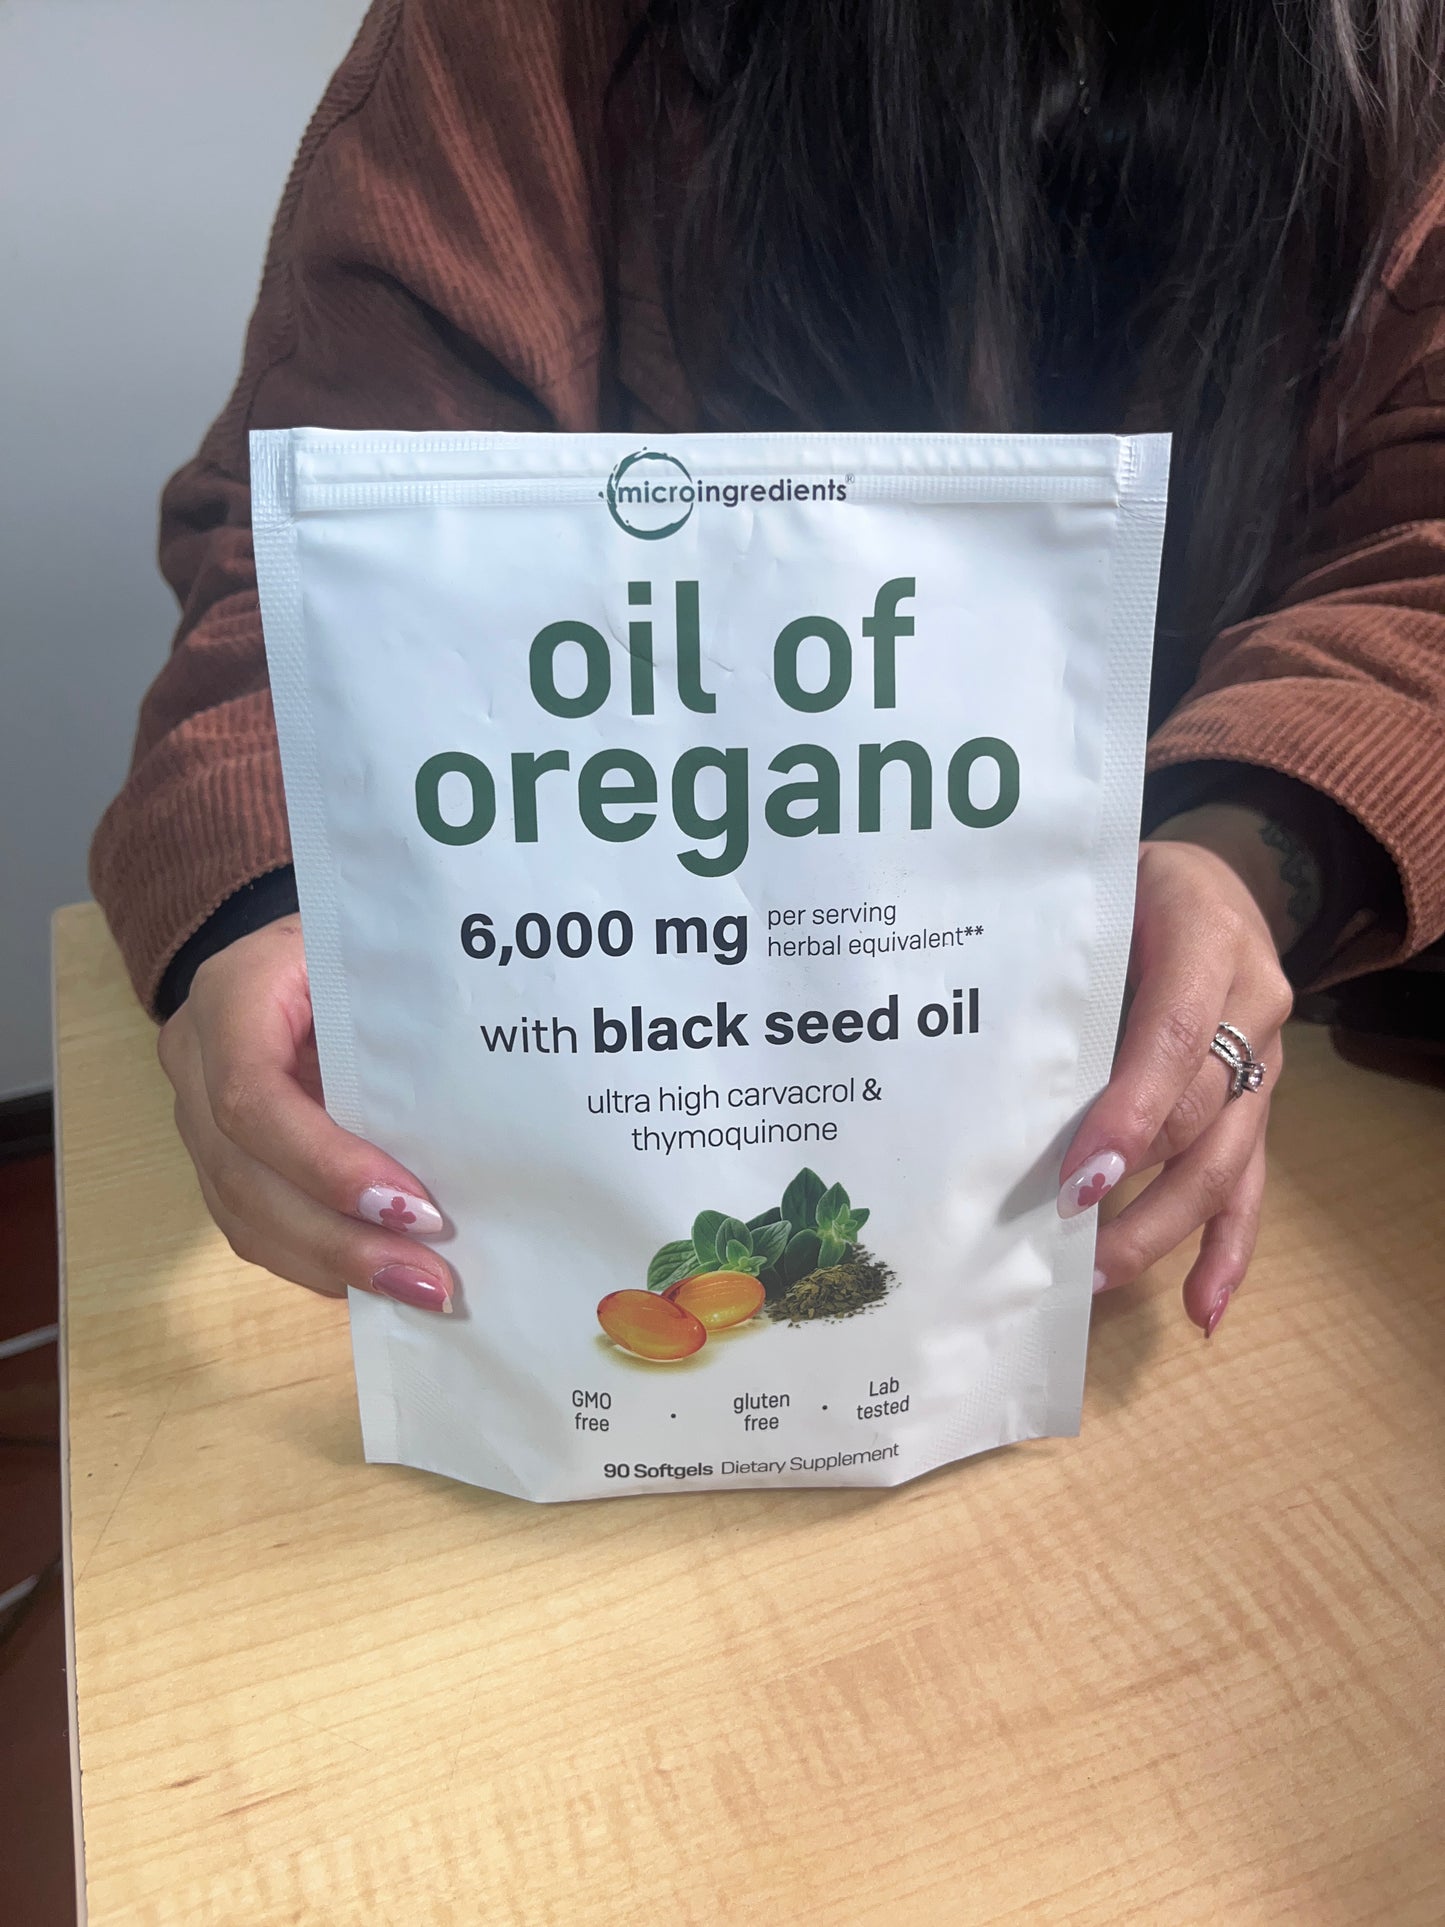 microingredients®
oil of
oregano
6,000 mg per serving
herbal equivalent**
with black seed oil
ultra high carvacrol &
thymoquinone
GMO
free
·
gluten
free
·
Lab
tested
90 Softgels Dietary Supplement